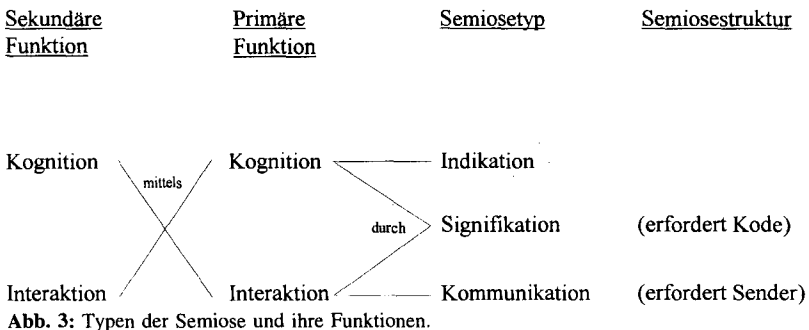 Sekundäre Funktion
Primäre Funktion
Semiosetyp
Semiosestruktur
Kognition
mittels
Kognition
Indikation
durch
Signifikation
(erfordert Kode)
Interaktion
Interaktion
Kommunikation
(erfordert Sender)
Abb. 3: Typen der Semiose und ihre Funktionen.